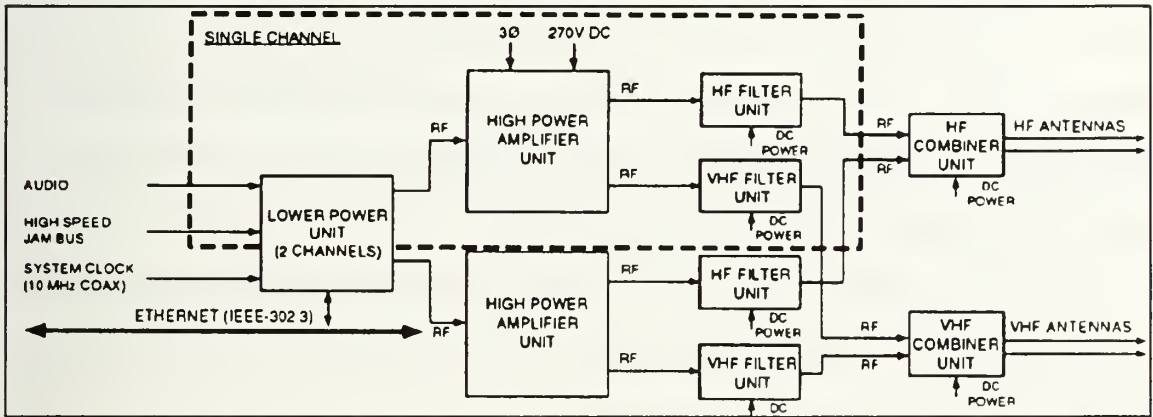 SINGLE CHANNEL
3Ø
270V DC
RF
HF FILTER
UNIT
RF
HIGH POWER
AMPLIFIER
UNIT
DC
POWER
RF
HF
COMBINER
UNIT
HF ANTENNAS
RF
RF
VHF FILTER
UNIT
DC
POWER
DC
POWER
AUDIO
HIGH SPEED
JAM BUS
SYSTEM CLOCK
(10 MHz COAX)
LOWER POWER
UNIT
(2 CHANNELS)
ETHERNET (IEEE-302 3)
RF
HIGH POWER
AMPLIFIER
UNIT
RF
HF FILTER
UNIT
DC
POWER
RF
VHF FILTER
UNIT
DC
RF
RF
VHF
COMBINER
UNIT
VHF ANTENNAS
DC
POWER